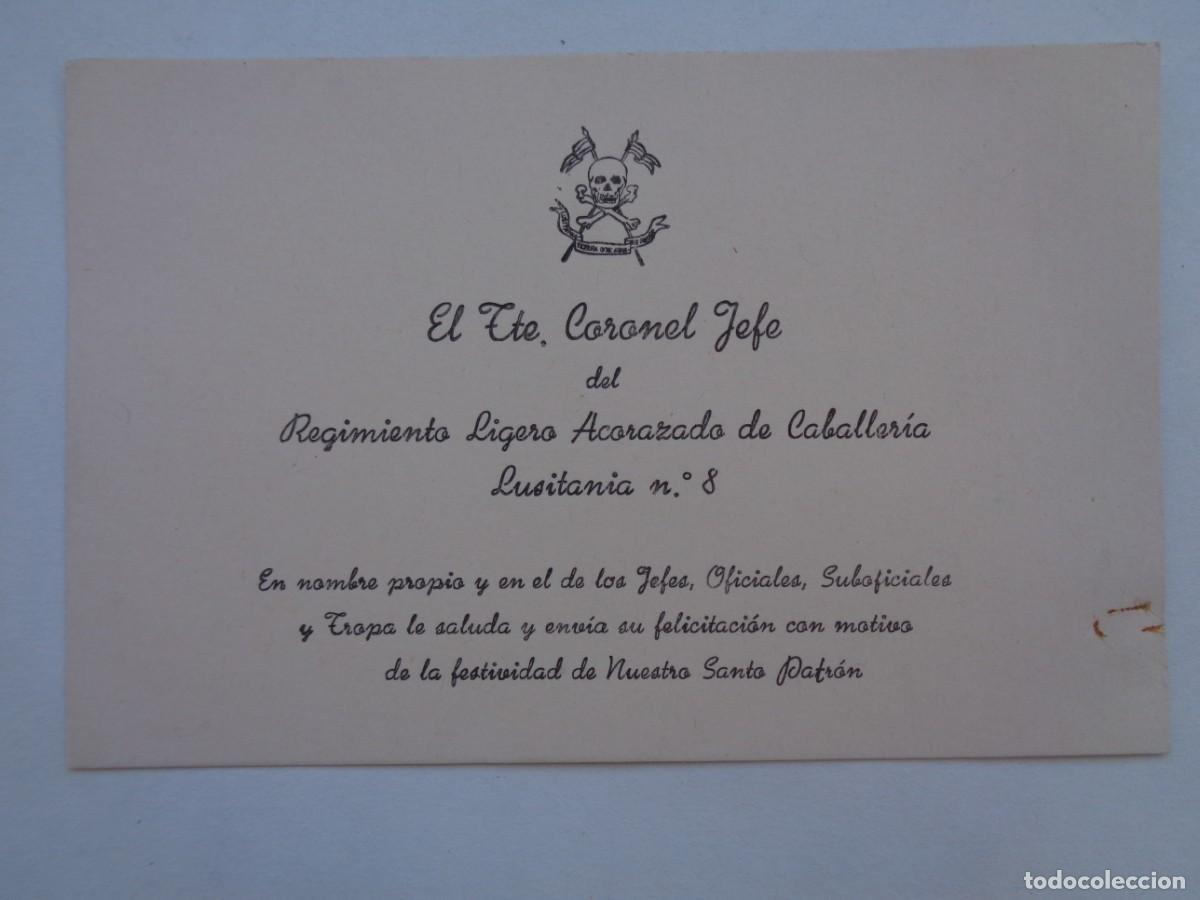 El Tte. Coronel Jefe
del
Regimiento Ligero Acorazado de Caballería
Lusitania n.° 8
En nombre propio y en el de los Jefes, Oficiales, Suboficiales
y Tropa le saluda y envía su felicitación con motivo
de la festividad de Nuestro Santo Patrón
todocoleccion